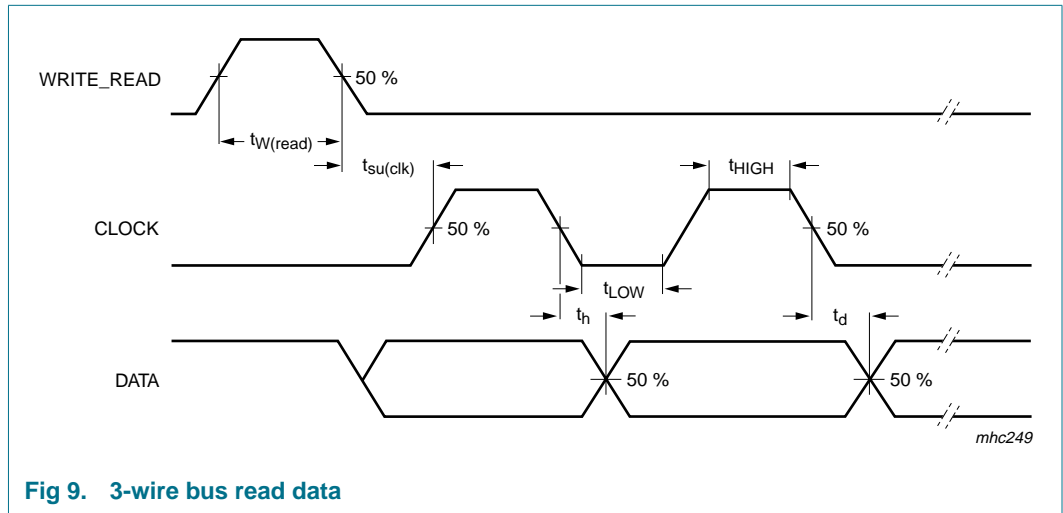 WRITE_READ
50 %
tW(read)
tsu(clk)
tHIGH
CLOCK
50 %
50 %
tLOW
th
td
DATA
50 %
50 %
mhc249
Fig 9. 3-wire bus read data